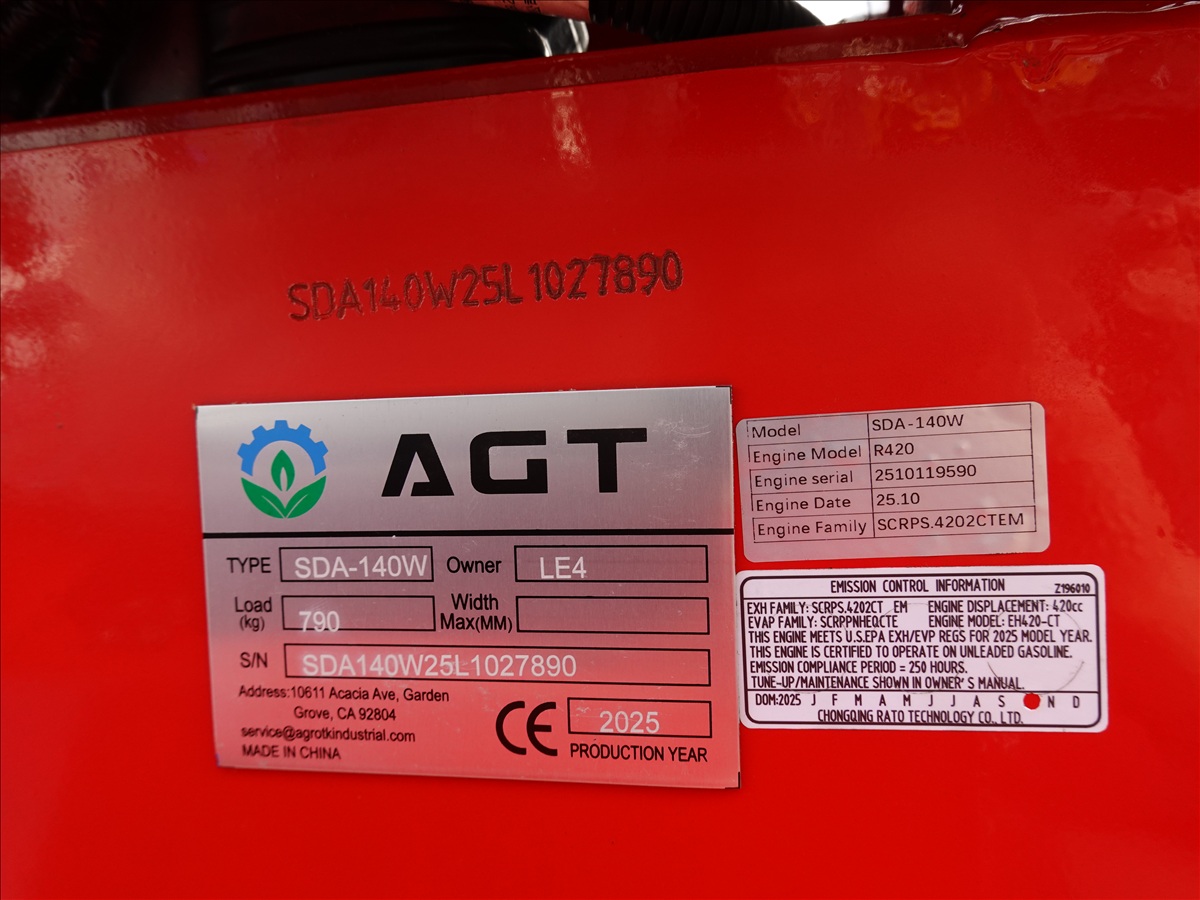 SDA140W25L1027890
AGT
TYPE SDA-140W Owner LE4
Load (kg) 790 Width Max(MM)
S/N SDA140W25L1027890
Address:10611 Acacia Ave, Garden
Grove, CA 92804
service@agrotkindustrial.com
MADE IN CHINA
CE 2025
PRODUCTION YEAR
Model SDA-140W
Engine Model R420
Engine serial 2510119590
Engine Date 25.10
Engine Family SCRPS.4202CTEM
EMISSION CONTROL INFORMATION Z196010
EXH FAMILY: SCRPS.4202CT EM ENGINE DISPLACEMENT: 420cc
EVAP FAMILY: SCRPPNHEQCTE ENGINE MODEL: EH420-CT
THIS ENGINE MEETS U.S.EPA EXH/EVP REGS FOR 2025 MODEL YEAR.
THIS ENGINE IS CERTIFIED TO OPERATE ON UNLEADED GASOLINE.
EMISSION COMPLIANCE PERIOD = 250 HOURS.
TUNE-UP/MAINTENANCE SHOWN IN OWNER'S MANUAL.
DOM:2025 J F M A M J J A S N D
CHONGQING RATO TECHNOLOGY CO., LTD.